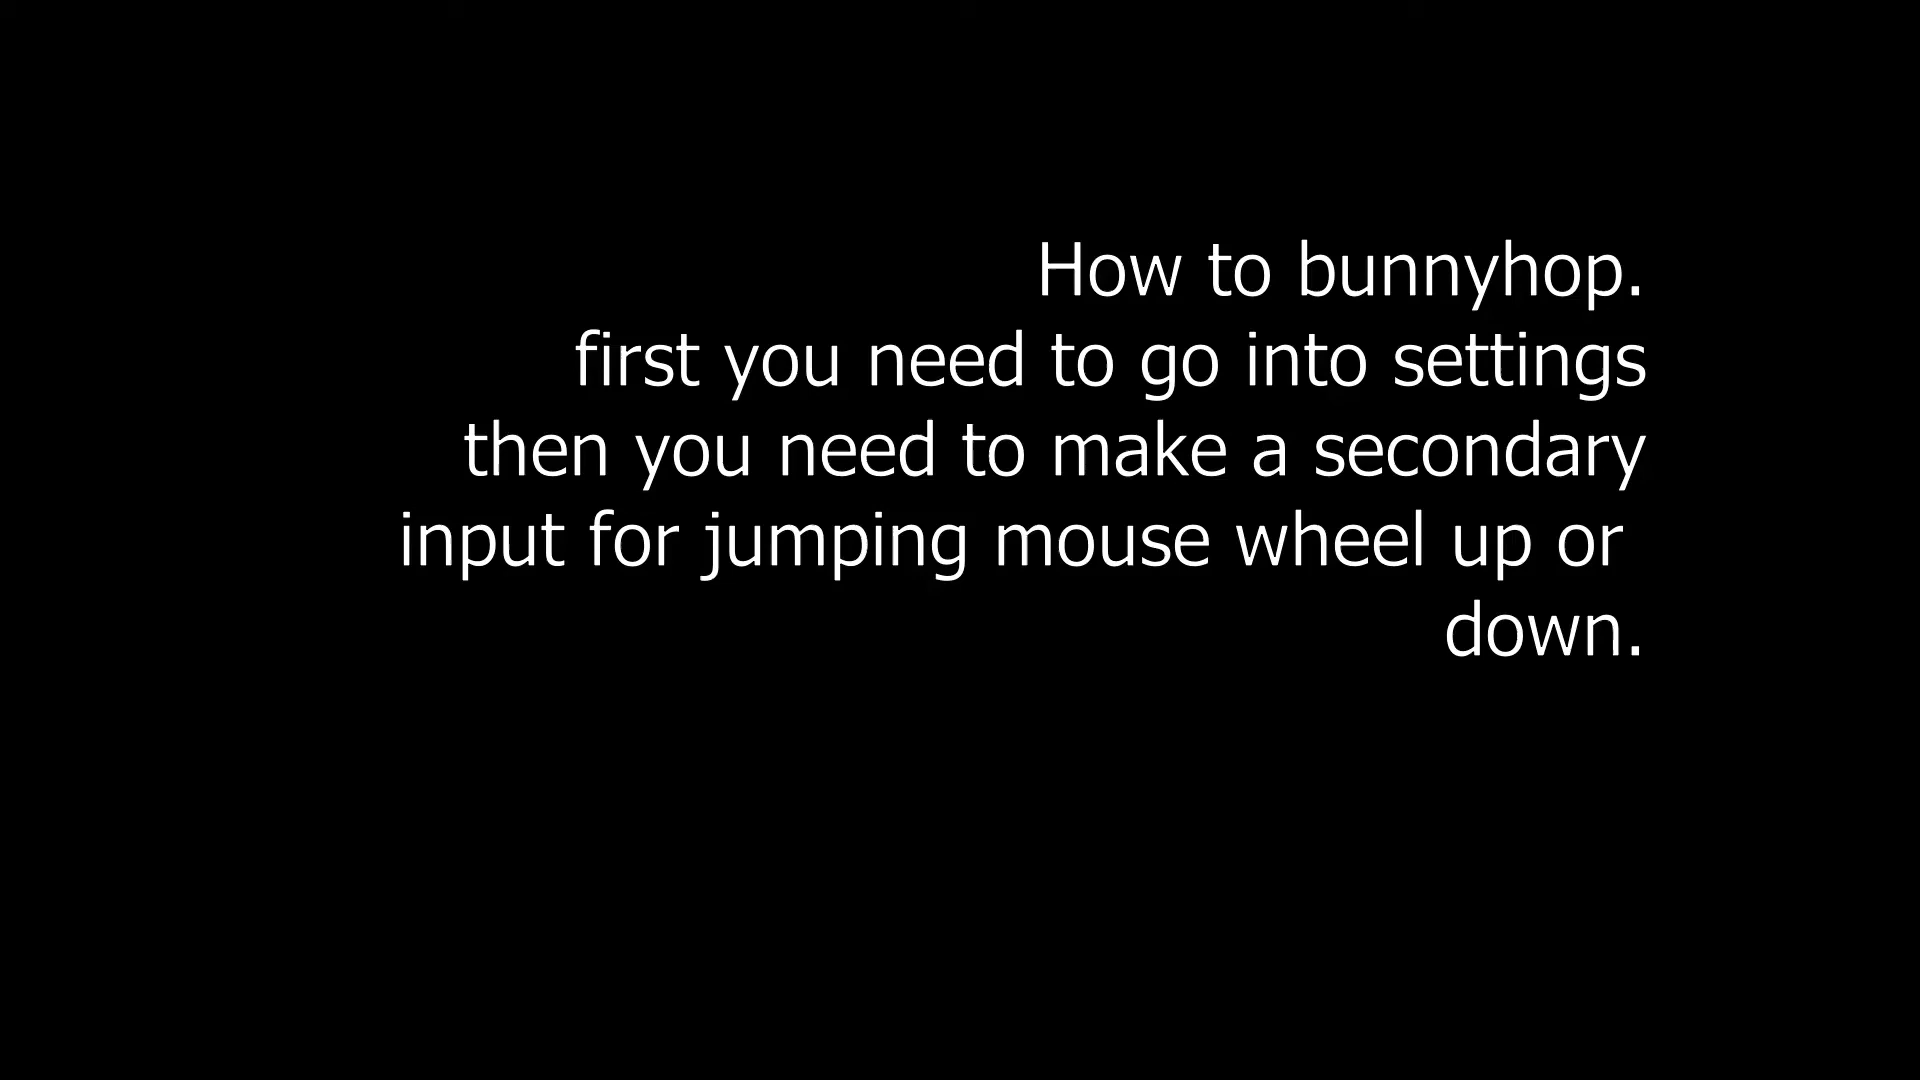 How to bunnyhop.
first you need to go into settings
then you need to make a secondary
input for jumping mouse wheel up or
down.